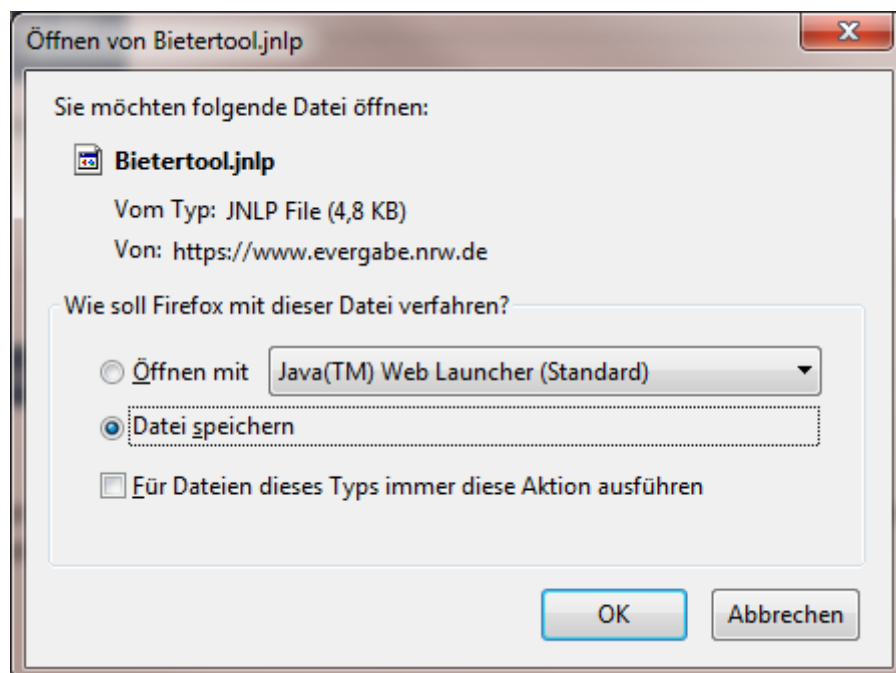 Öffnen von Bietertool.jnlp
Sie möchten folgende Datei öffnen:
Bietertool.jnlp
Vom Typ: JNLP File (4,8 KB)
Von: https://www.evergabe.nrw.de
Wie soll Firefox mit dieser Datei verfahren?
Öffnen mit Java(TM) Web Launcher (Standard)
Datei speichern
Für Dateien dieses Typs immer diese Aktion ausführen
OK Abbrechen